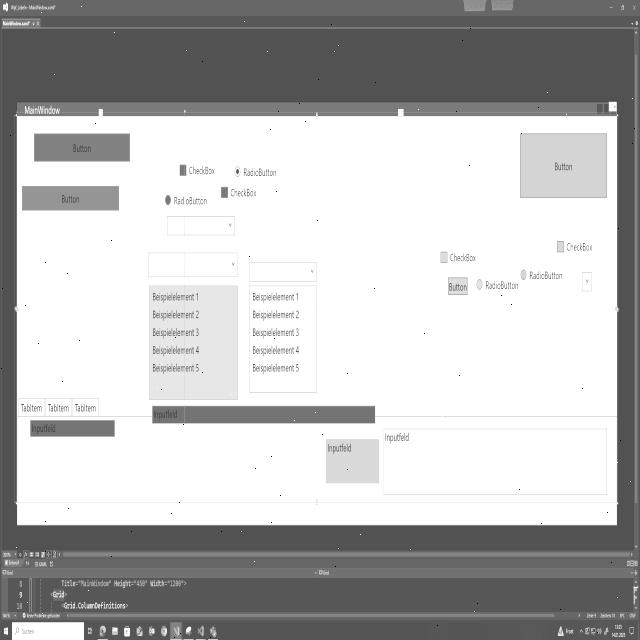 MainWindow.xaml*
MainWindow
Button
Button
Button
CheckBox
RadioButton
RadioButton
CheckBox
CheckBox
CheckBox
Button
RadioButton
RadioButton
Beispielelement 1
Beispielelement 2
Beispielelement 3
Beispielelement 4
Beispielelement 5
Beispielelement 1
Beispielelement 2
Beispielelement 3
Beispielelement 4
Beispielelement 5
TabItem TabItem TabItem
Inputfeld
Inputfeld
Inputfeld
Inputfeld
8 Title="MainWindow" Height="450" Width="1200">
9 <Grid>
10 <Grid.ColumnDefinitions>
Suchen